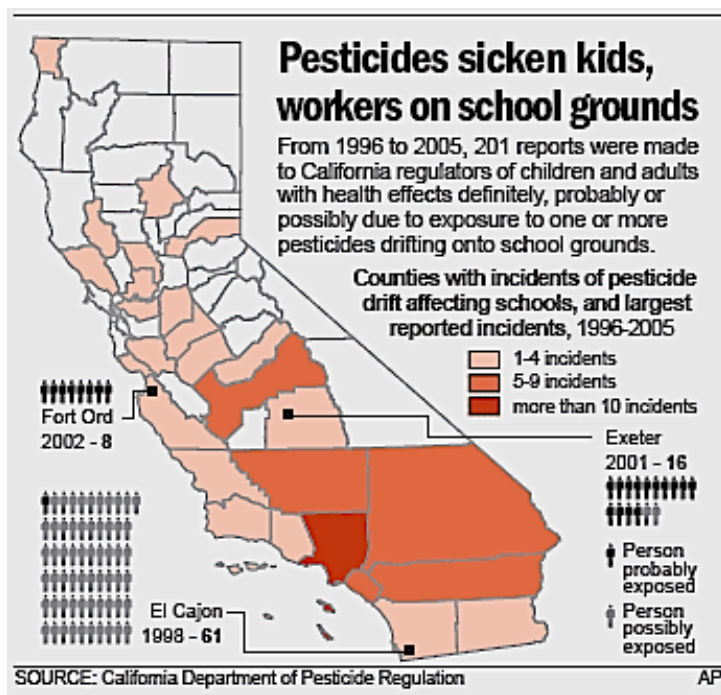 Pesticides sicken kids,
workers on school grounds
From 1996 to 2005, 201 reports were made
to California regulators of children and adults
with health effects definitely, probably or
possibly due to exposure to one or more
pesticides drifting onto school grounds.
Counties with incidents of pesticide
drift affecting schools, and largest
reported incidents, 1996-2005
1-4 incidents
5-9 incidents
more than 10 incidents
Fort Ord
2002 - 8
Exeter
2001 - 16
Person
probably
exposed
Person
possibly
exposed
El Cajon
1998 - 61
SOURCE: California Department of Pesticide Regulation
AP